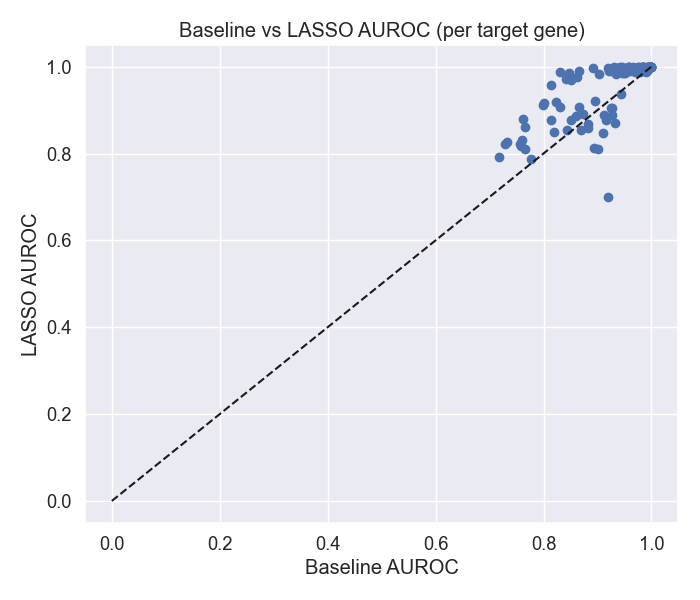 Baseline vs LASSO AUROC (per target gene)
1.0
0.8
0.6
0.4
0.2
0.0
LASSO AUROC
0.0 0.2 0.4 0.6 0.8 1.0
Baseline AUROC